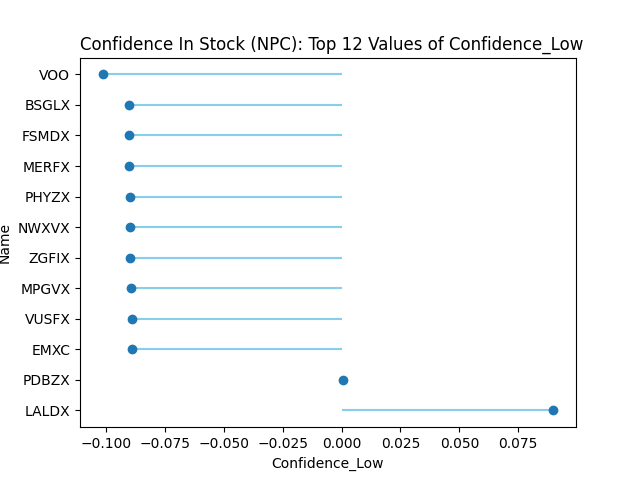 Confidence In Stock (NPC): Top 12 Values of Confidence_Low
VOO
BSGLX
FSMDX
MERFX
PHYZX
NWXVX
ZGFIX
MPGVX
VUSFX
EMXC
PDBZX
LALDX
Name
−0.100 −0.075 −0.050 −0.025 0.000 0.025 0.050 0.075
Confidence_Low